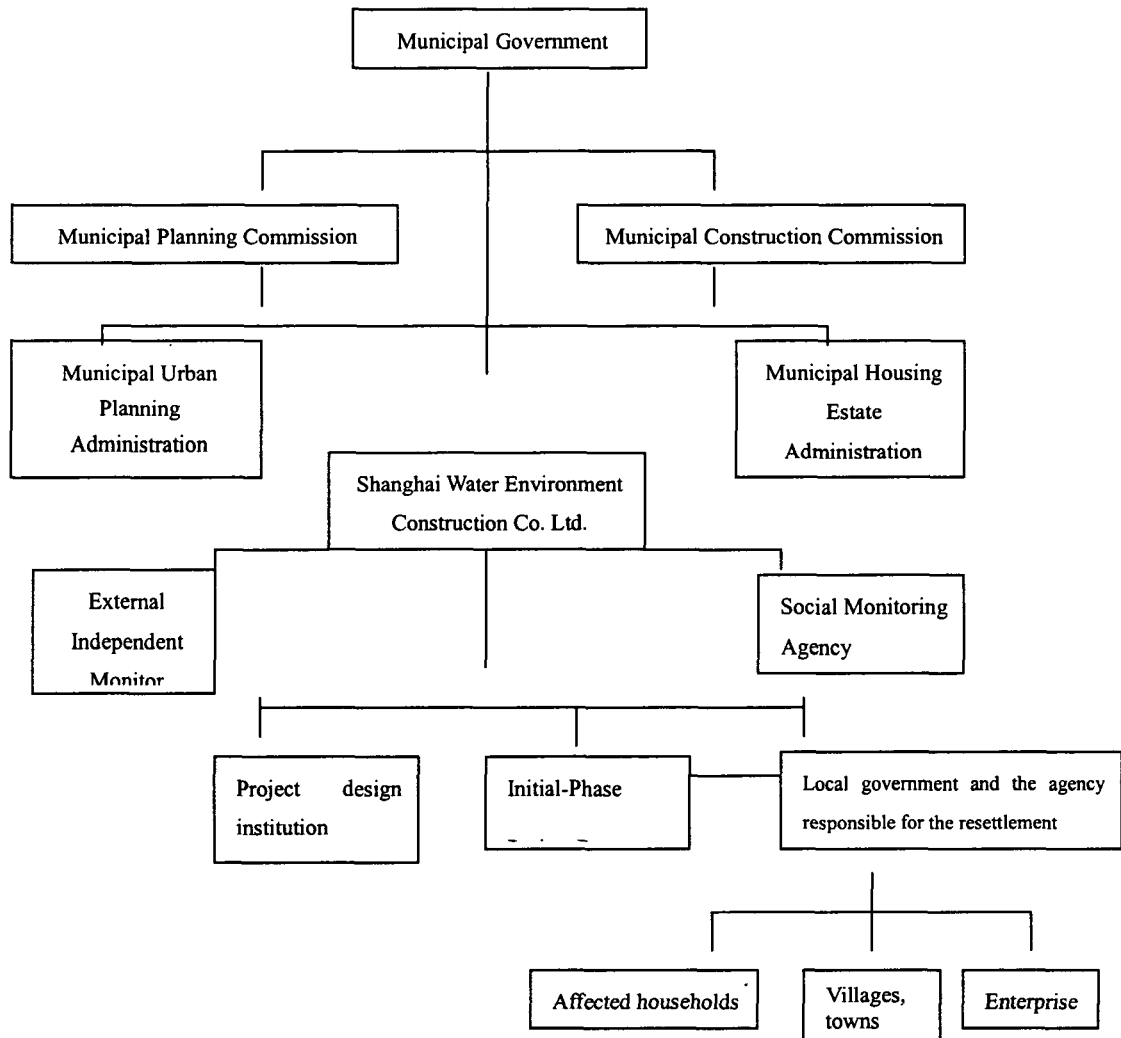 Municipal Government
Municipal Planning Commission
Municipal Construction Commission
Municipal Urban
Planning
Administration
Municipal Housing
Estate
Administration
Shanghai Water Environment
Construction Co. Ltd.
External
Independent
Monitor
Social Monitoring
Agency
Project design
institution
Initial-Phase
Local government and the agency
responsible for the resettlement
Affected households
Villages,
towns
Enterprise